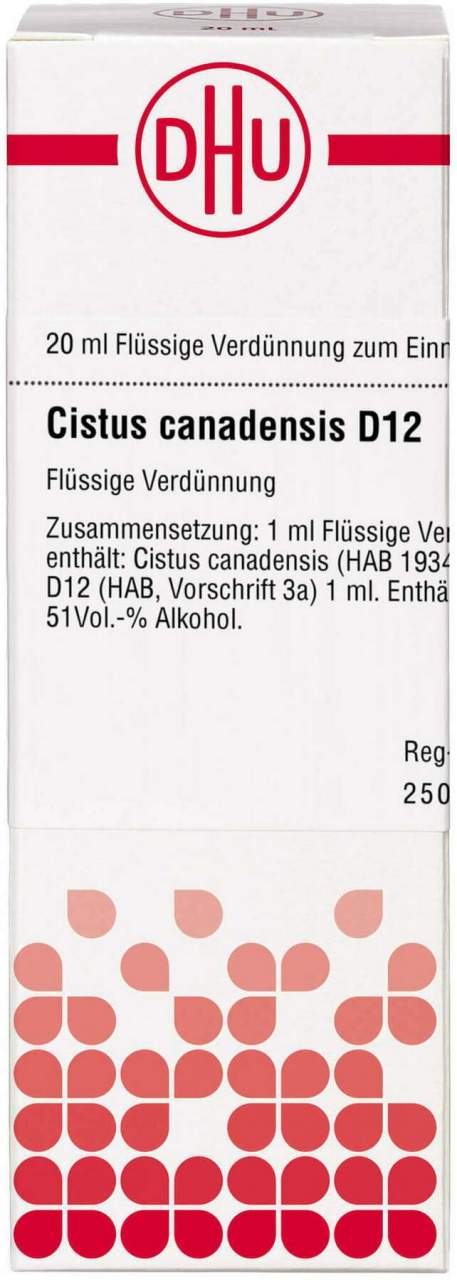 20 ml
DHU
20 ml Flüssige Verdünnung zum Einn
Cistus canadensis D12
Flüssige Verdünnung
Zusammensetzung: 1 ml Flüssige Ver
enthält: Cistus canadensis (HAB 1934
D12 (HAB, Vorschrift 3a) 1 ml. Enthä
51Vol.-% Alkohol.
Reg-
250